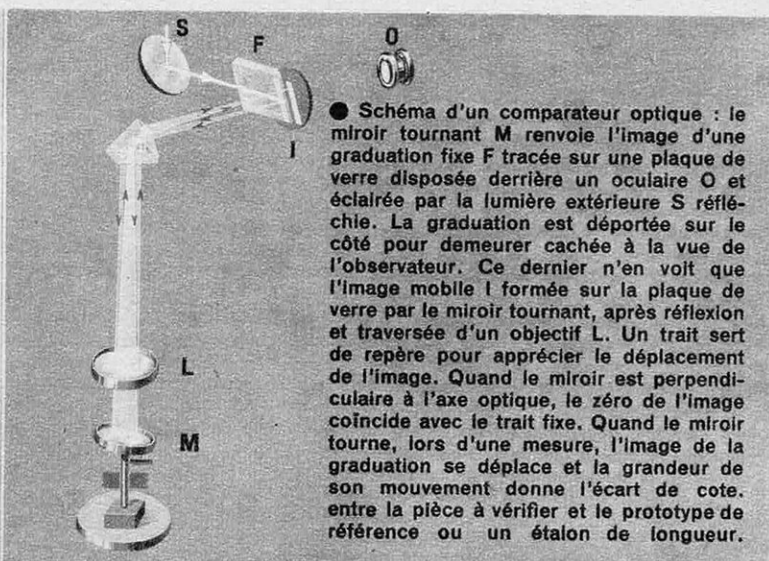 S
F
O
● Schéma d'un comparateur optique : le
miroir tournant M renvoie l'image d'une
graduation fixe F tracée sur une plaque de
verre disposée derrière un oculaire O et
éclairée par la lumière extérieure S réflé-
chie. La graduation est déportée sur le
côté pour demeurer cachée à la vue de
l'observateur. Ce dernier n'en voit que
l'image mobile I formée sur la plaque de
verre par le miroir tournant, après réflexion
et traversée d'un objectif L. Un trait sert
de repère pour apprécier le déplacement
de l'image. Quand le miroir est perpendi-
culaire à l'axe optique, le zéro de l'image
coïncide avec le trait fixe. Quand le miroir
tourne, lors d'une mesure, l'image de la
graduation se déplace et la grandeur de
son mouvement donne l'écart de cote.
entre la pièce à vérifier et le prototype de
référence ou un étalon de longueur.
I
L
M